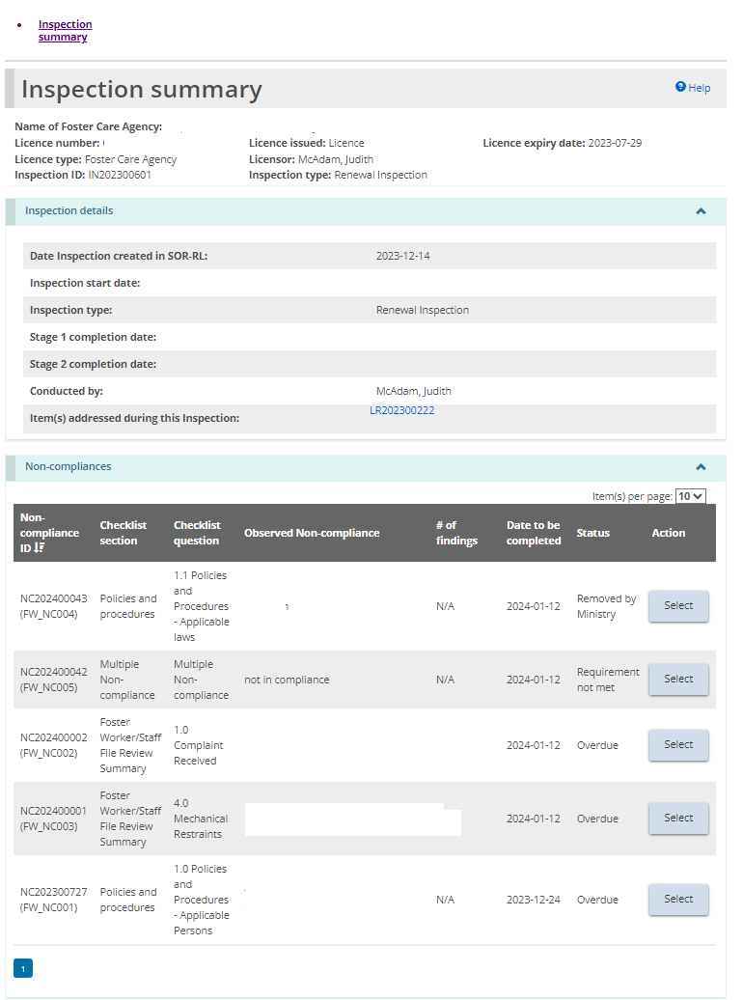 Inspection
summary
Inspection summary
Help
Name of Foster Care Agency:
Licence number:
Licence issued: Licence
Licence expiry date: 2023-07-29
Licence type: Foster Care Agency
Licensor: McAdam, Judith
Inspection ID: IN202300601
Inspection type: Renewal Inspection
Inspection details
Date Inspection created in SOR-RL:
2023-12-14
Inspection start date:
Inspection type:
Renewal Inspection
Stage 1 completion date:
Stage 2 completion date:
Conducted by:
McAdam, Judith
Item(s) addressed during this Inspection:
LR202300222
Non-compliances
Item(s) per page: 10
Non-
compliance
ID
Checklist
section
Checklist
question
Observed Non-compliance
# of
findings
Date to be
completed
Status
Action
NC202400043
(FW_NC004)
Policies and
procedures
1.1 Policies
and
Procedures
- Applicable
laws
N/A
2024-01-12
Removed by
Ministry
Select
NC202400042
(FW_NC005)
Multiple
Non-
compliance
Multiple
Non-
compliance
not in compliance
N/A
2024-01-12
Requirement
not met
Select
NC202400002
(FW_NC002)
Foster
Worker/Staff
File Review
Summary
1.0
Complaint
Received
2024-01-12
Overdue
Select
NC202400001
(FW_NC003)
Foster
Worker/Staff
File Review
Summary
4.0
Mechanical
Restraints
2024-01-12
Overdue
Select
NC202300727
(FW_NC001)
Policies and
procedures
1.0 Policies
and
Procedures
- Applicable
Persons
N/A
2023-12-24
Overdue
Select
1